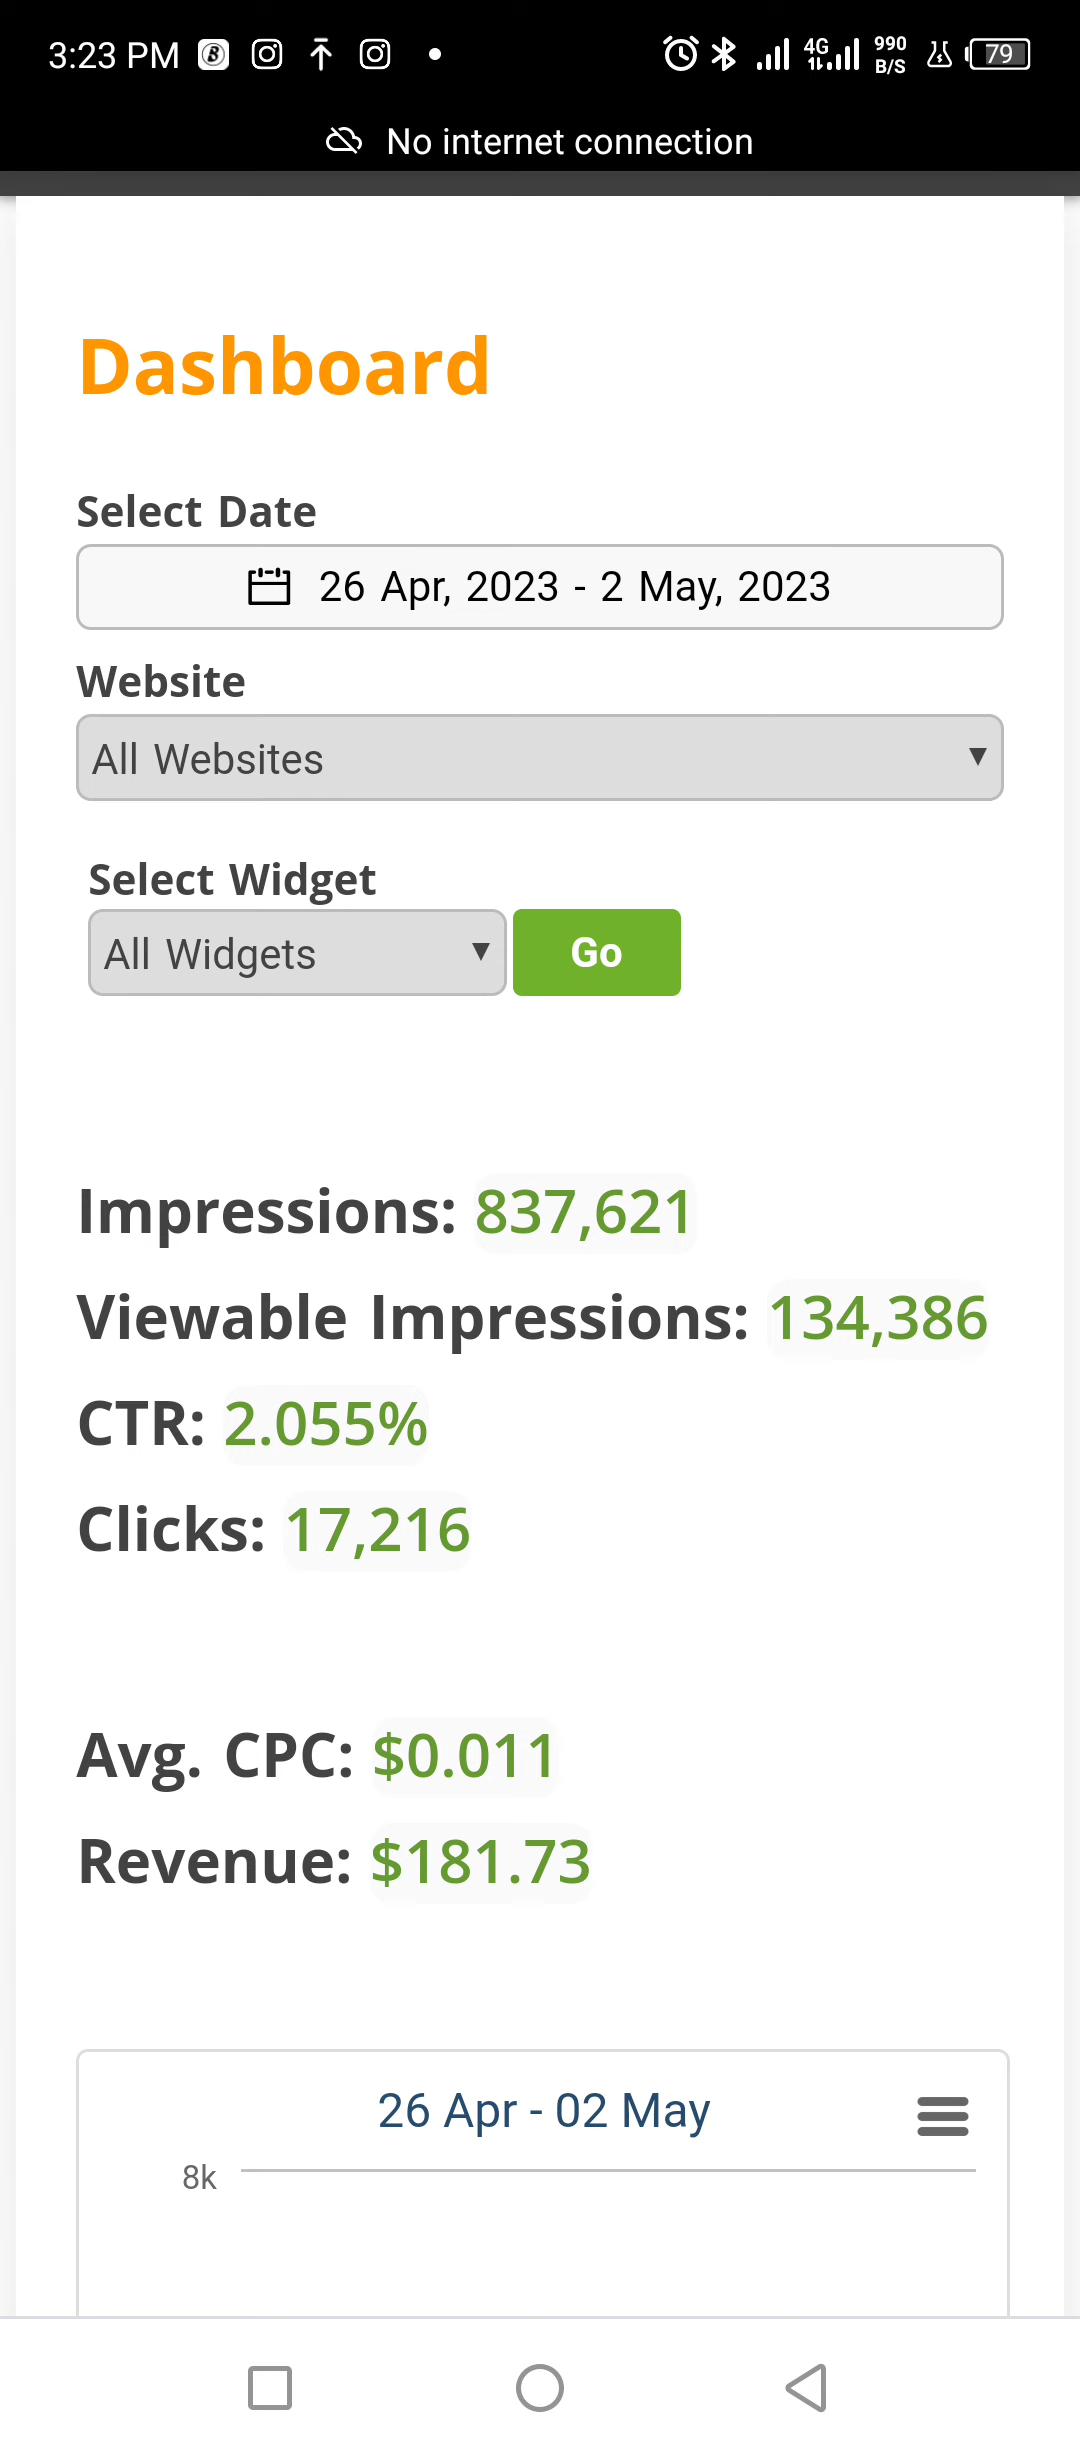 3:23 PM
4G
990
B/S
79
No internet connection
Dashboard
Select Date
26 Apr, 2023 - 2 May, 2023
Website
All Websites
Select Widget
All Widgets
Go
Impressions: 837,621
Viewable Impressions: 134,386
CTR: 2.055%
Clicks: 17,216
Avg. CPC: $0.011
Revenue: $181.73
26 Apr - 02 May
8k